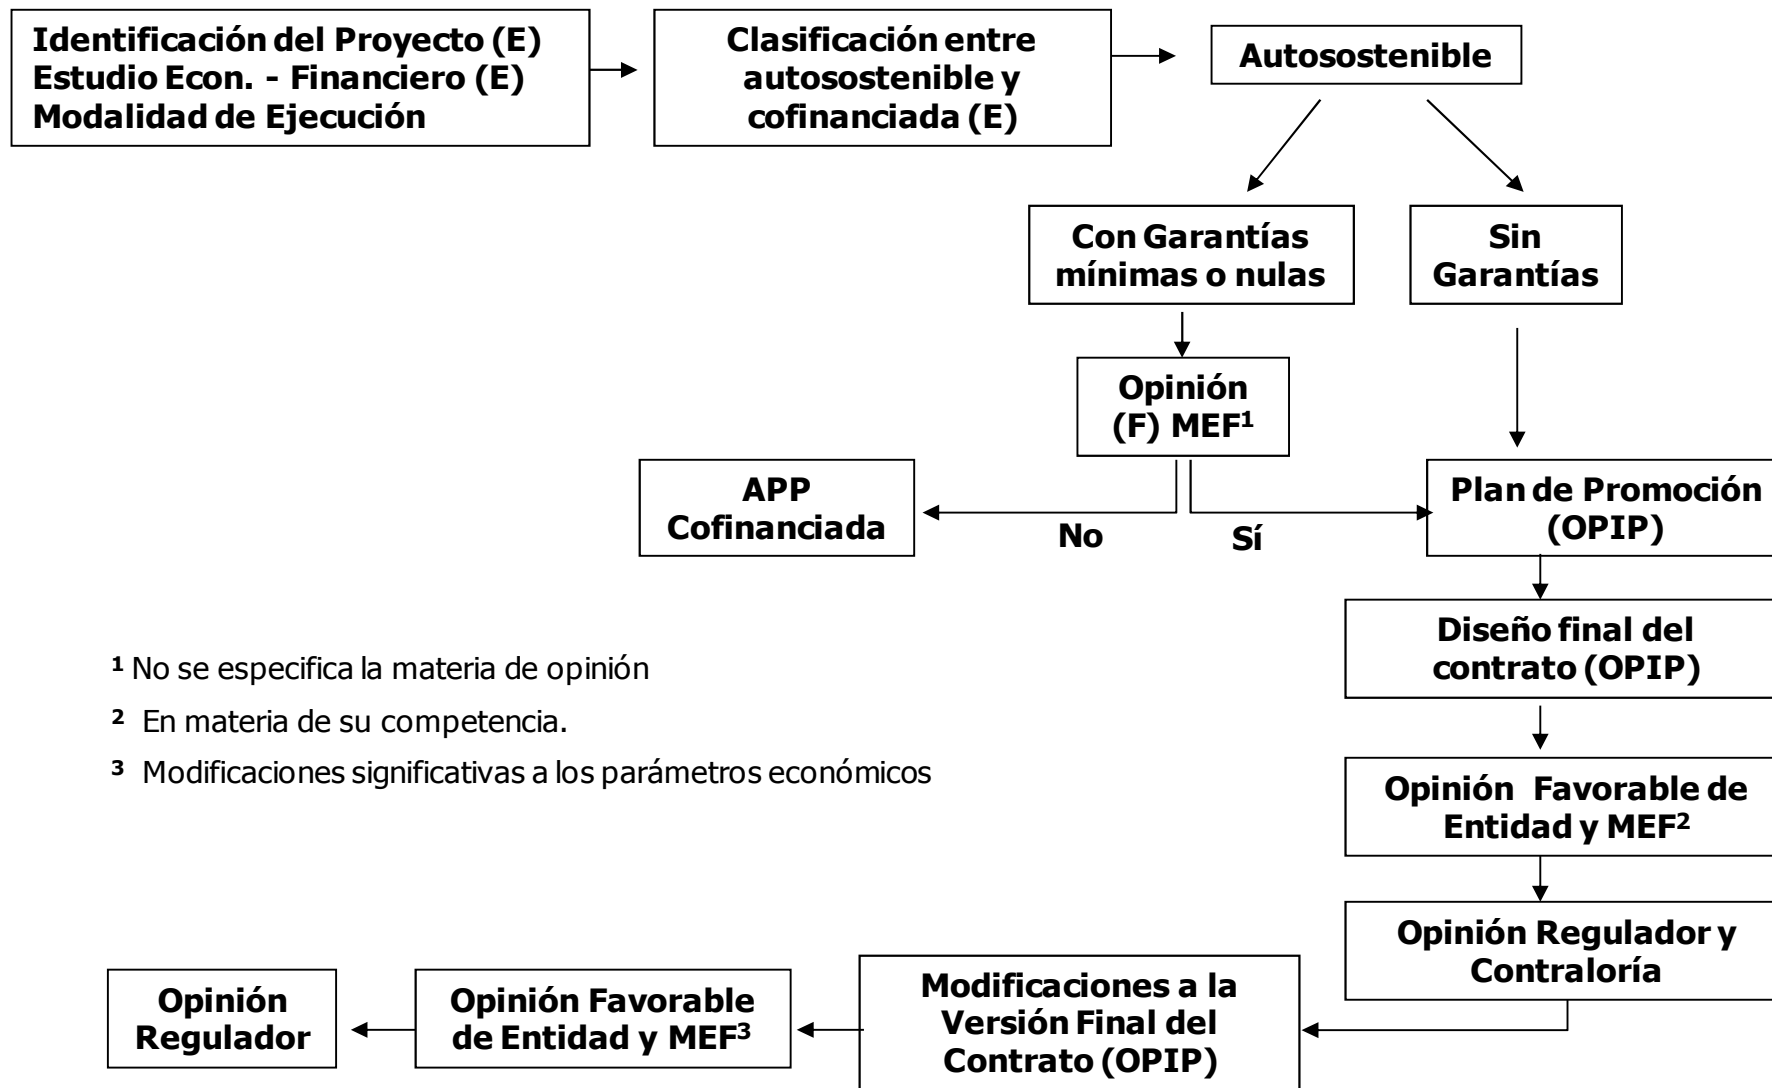 Identificación del Proyecto (E)
Estudio Econ. - Financiero (E)
Modalidad de Ejecución
Clasificación entre
autosostenible y
cofinanciada (E)
Autosostenible
Con Garantías
mínimas o nulas
Sin
Garantías
Opinión
(F) MEF¹
APP
Cofinanciada
No
Sí
Plan de Promoción
(OPIP)
Diseño final del
contrato (OPIP)
¹ No se especifica la materia de opinión
² En materia de su competencia.
³ Modificaciones significativas a los parámetros económicos
Opinión Favorable de
Entidad y MEF²
Opinión Regulador y
Contraloría
Modificaciones a la
Versión Final del
Contrato (OPIP)
Opinión Favorable
de Entidad y MEF³
Opinión
Regulador